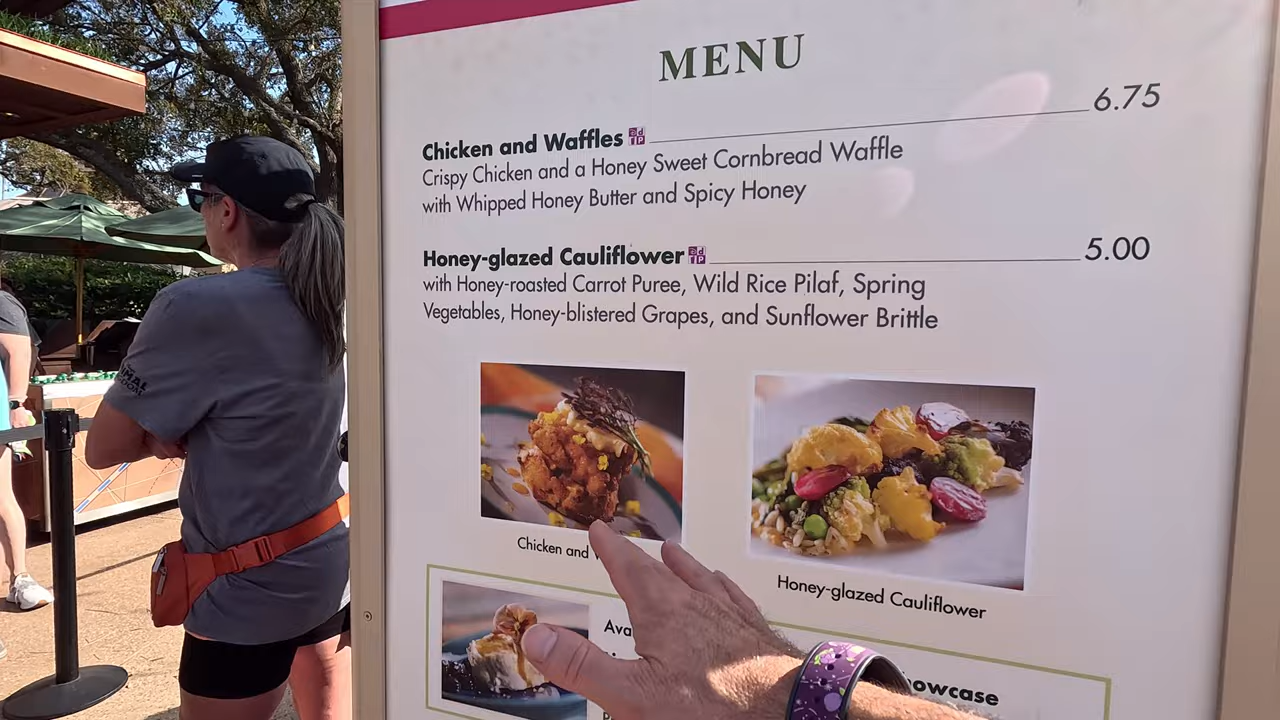 MENU
Chicken and Waffles 6.75
Crispy Chicken and a Honey Sweet Cornbread Waffle
with Whipped Honey Butter and Spicy Honey
Honey-glazed Cauliflower 5.00
with Honey-roasted Carrot Puree, Wild Rice Pilaf, Spring
Vegetables, Honey-blistered Grapes, and Sunflower Brittle
Chicken and
Honey-glazed Cauliflower
Ava
owcase